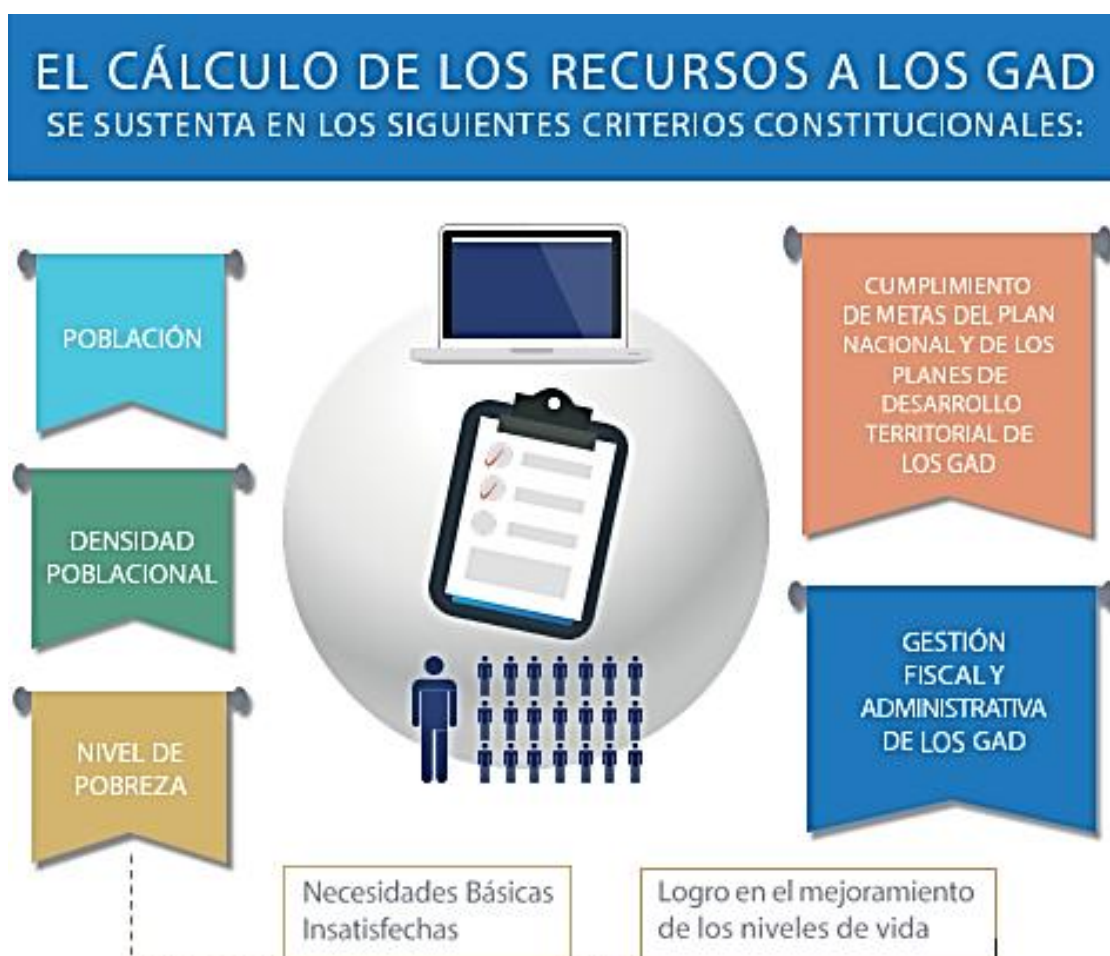 EL CÁLCULO DE LOS RECURSOS A LOS GAD
SE SUSTENTA EN LOS SIGUIENTES CRITERIOS CONSTITUCIONALES:
POBLACIÓN
DENSIDAD
POBLACIONAL
NIVEL DE
POBREZA
CUMPLIMIENTO
DE METAS DEL PLAN
NACIONAL Y DE LOS
PLANES DE
DESARROLLO
TERRITORIAL DE
LOS GAD
GESTIÓN
FISCAL Y
ADMINISTRATIVA
DE LOS GAD
Necesidades Básicas
Insatisfechas
Logro en el mejoramiento
de los niveles de vida